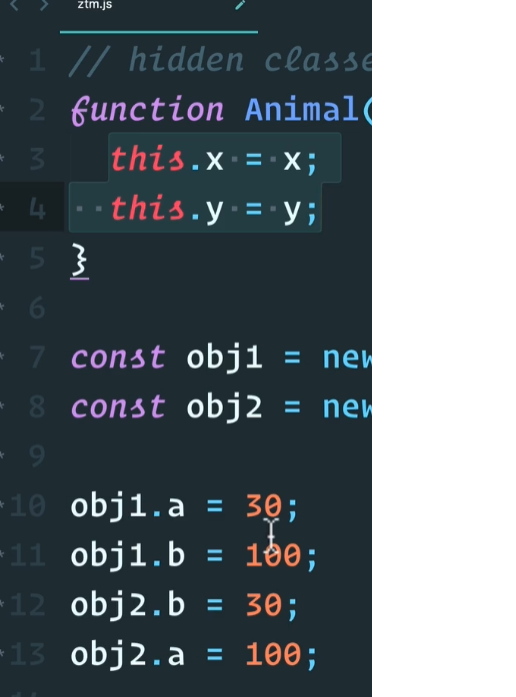 ztm.js
1 // hidden classe
2 function Animal(
3 this.x = x;
4 this.y = y;
5 }
6
7 const obj1 = new
8 const obj2 = new
9
10 obj1.a = 30;
11 obj1.b = 100;
12 obj2.b = 30;
13 obj2.a = 100;